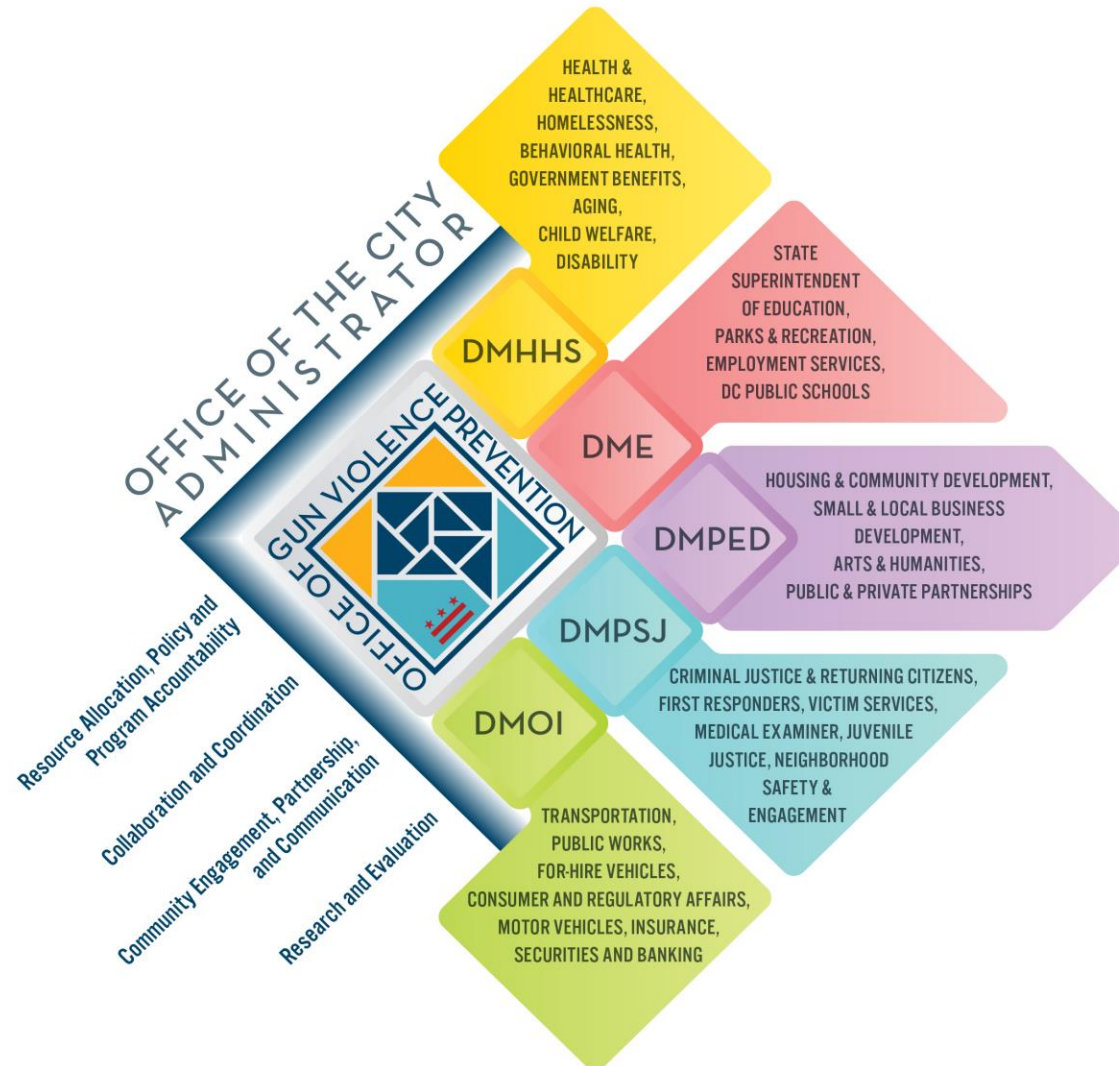 OFFICE OF THE CITY
ADMINISTRATOR
HEALTH &
HEALTHCARE,
HOMELESSNESS,
BEHAVIORAL HEALTH,
GOVERNMENT BENEFITS,
AGING,
CHILD WELFARE,
DISABILITY
DMHHS
STATE
SUPERINTENDENT
OF EDUCATION,
PARKS & RECREATION,
EMPLOYMENT SERVICES,
DC PUBLIC SCHOOLS
DME
OFFICE OF GUN VIOLENCE
PREVENTION
HOUSING & COMMUNITY DEVELOPMENT,
SMALL & LOCAL BUSINESS
DEVELOPMENT,
ARTS & HUMANITIES,
PUBLIC & PRIVATE PARTNERSHIPS
DMPED
DMPSJ
CRIMINAL JUSTICE & RETURNING CITIZENS,
FIRST RESPONDERS, VICTIM SERVICES,
MEDICAL EXAMINER, JUVENILE
JUSTICE, NEIGHBORHOOD
SAFETY &
ENGAGEMENT
DMOI
TRANSPORTATION,
PUBLIC WORKS,
FOR-HIRE VEHICLES,
CONSUMER AND REGULATORY AFFAIRS,
MOTOR VEHICLES, INSURANCE,
SECURITIES AND BANKING
Resource Allocation, Policy and
Program Accountability
Collaboration and Coordination
Community Engagement, Partnership,
and Communication
Research and Evaluation